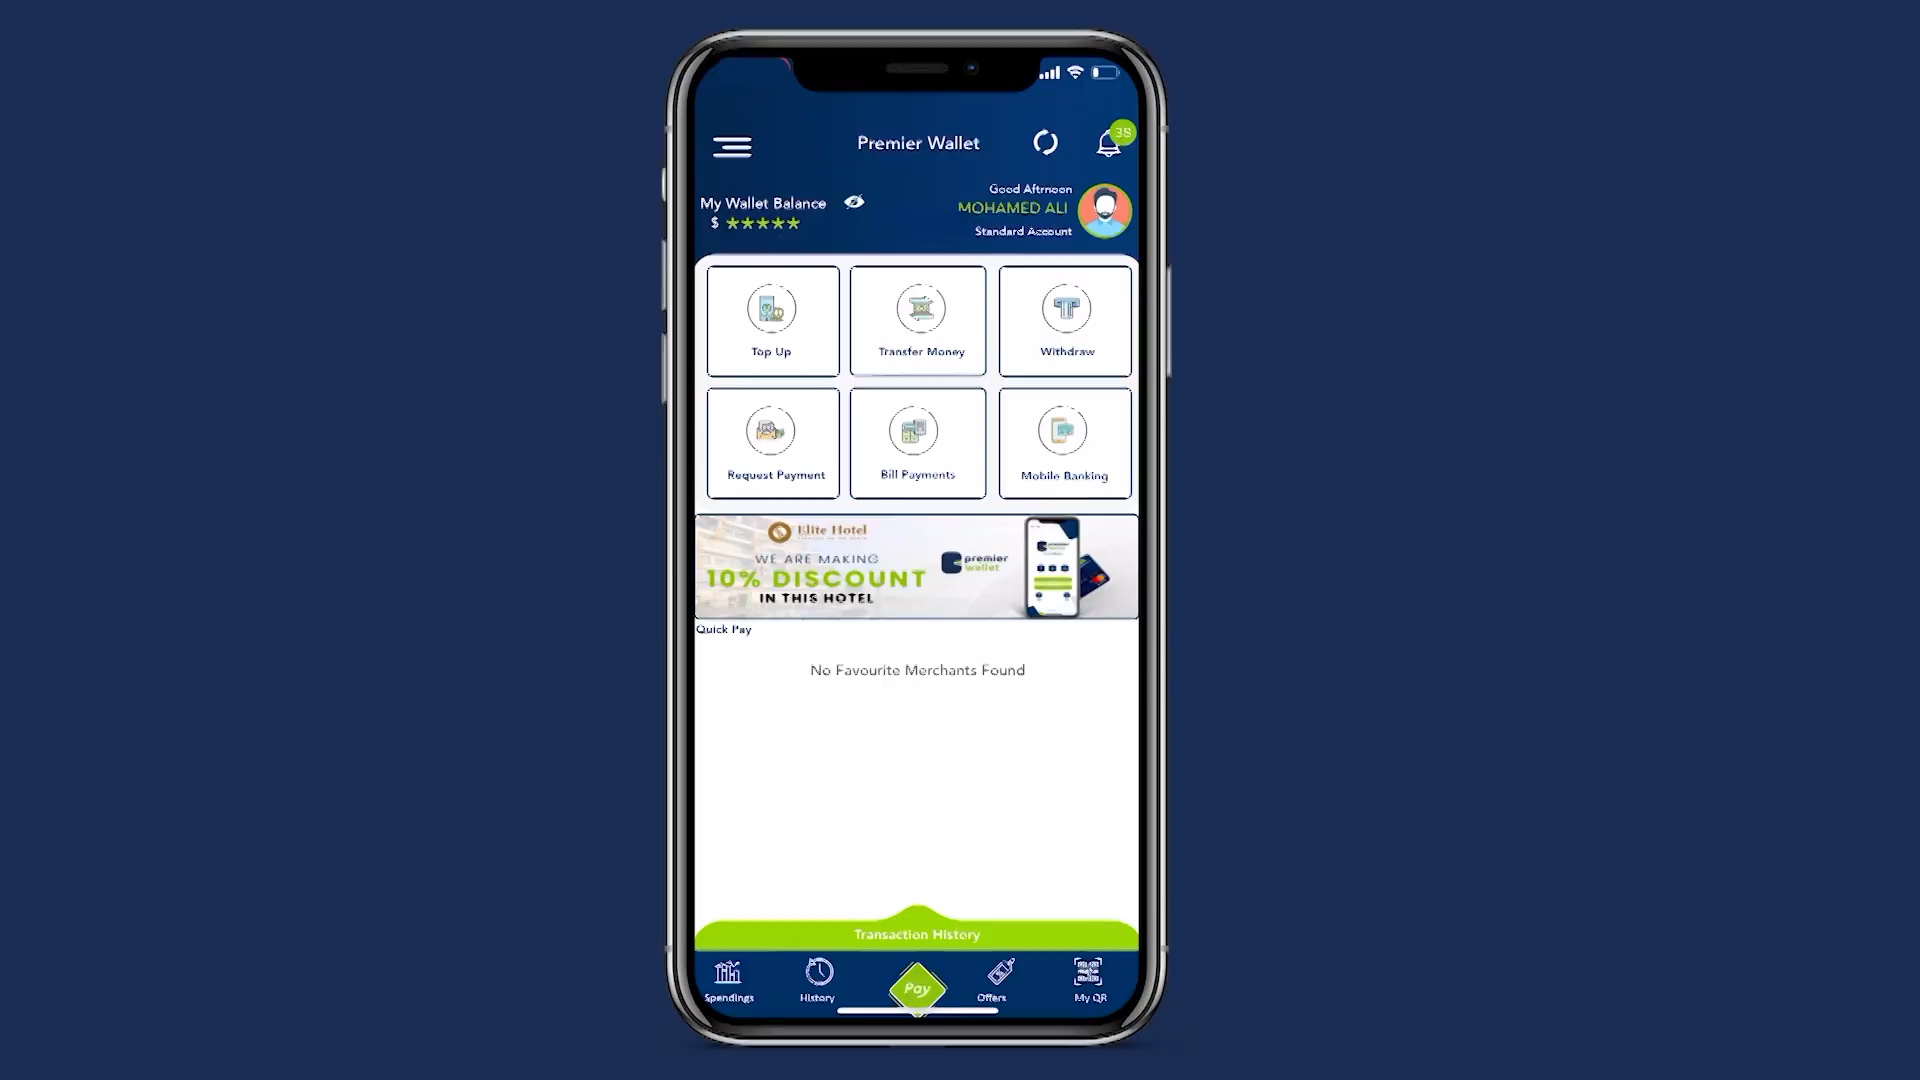 Premier Wallet
38
Good Aftrnoon
My Wallet Balance
MOHAMED ALI
$ ★★★★★
Standard Account
Top Up
Transfer Money
Withdraw
Request Payment
Bill Payments
Mobile Banking
Elite Hotel
WE ARE MAKING
10% DISCOUNT
IN THIS HOTEL
premier
wallet
Quick Pay
No Favourite Merchants Found
Transaction History
Spendings
History
Pay
Offers
My QR